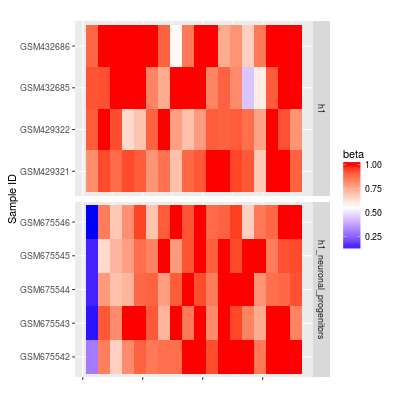 Sample ID
GSM432686
GSM432685
GSM429322
GSM429321
h1
GSM675546
GSM675545
GSM675544
GSM675543
GSM675542
h1_neuronal_progenitors
beta
1.00
0.75
0.50
0.25